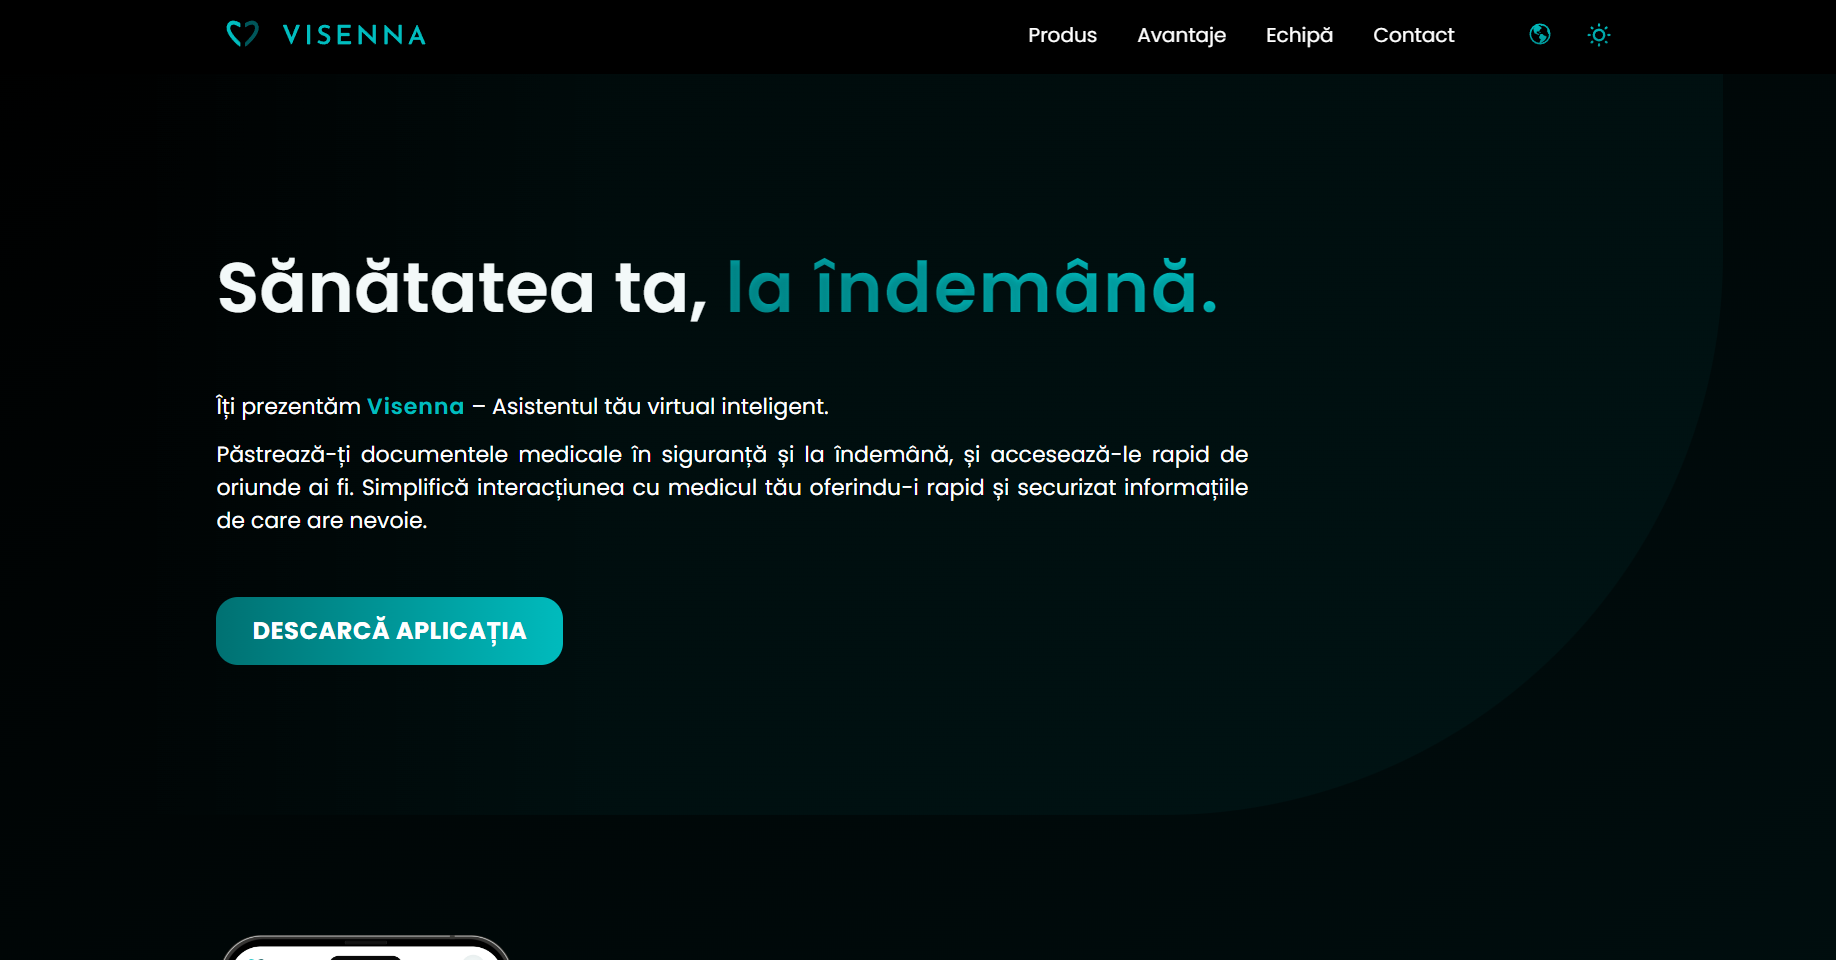 VISENNA
Produs Avantaje Echipă Contact
Sănătatea ta, la îndemână.
Îți prezentăm Visenna – Asistentul tău virtual inteligent.
Păstrează-ți documentele medicale în siguranță și la îndemână, și accesează-le rapid de
oriunde ai fi. Simplifică interacțiunea cu medicul tău oferindu-i rapid și securizat informațiile
de care are nevoie.
DESCARCĂ APLICAȚIA